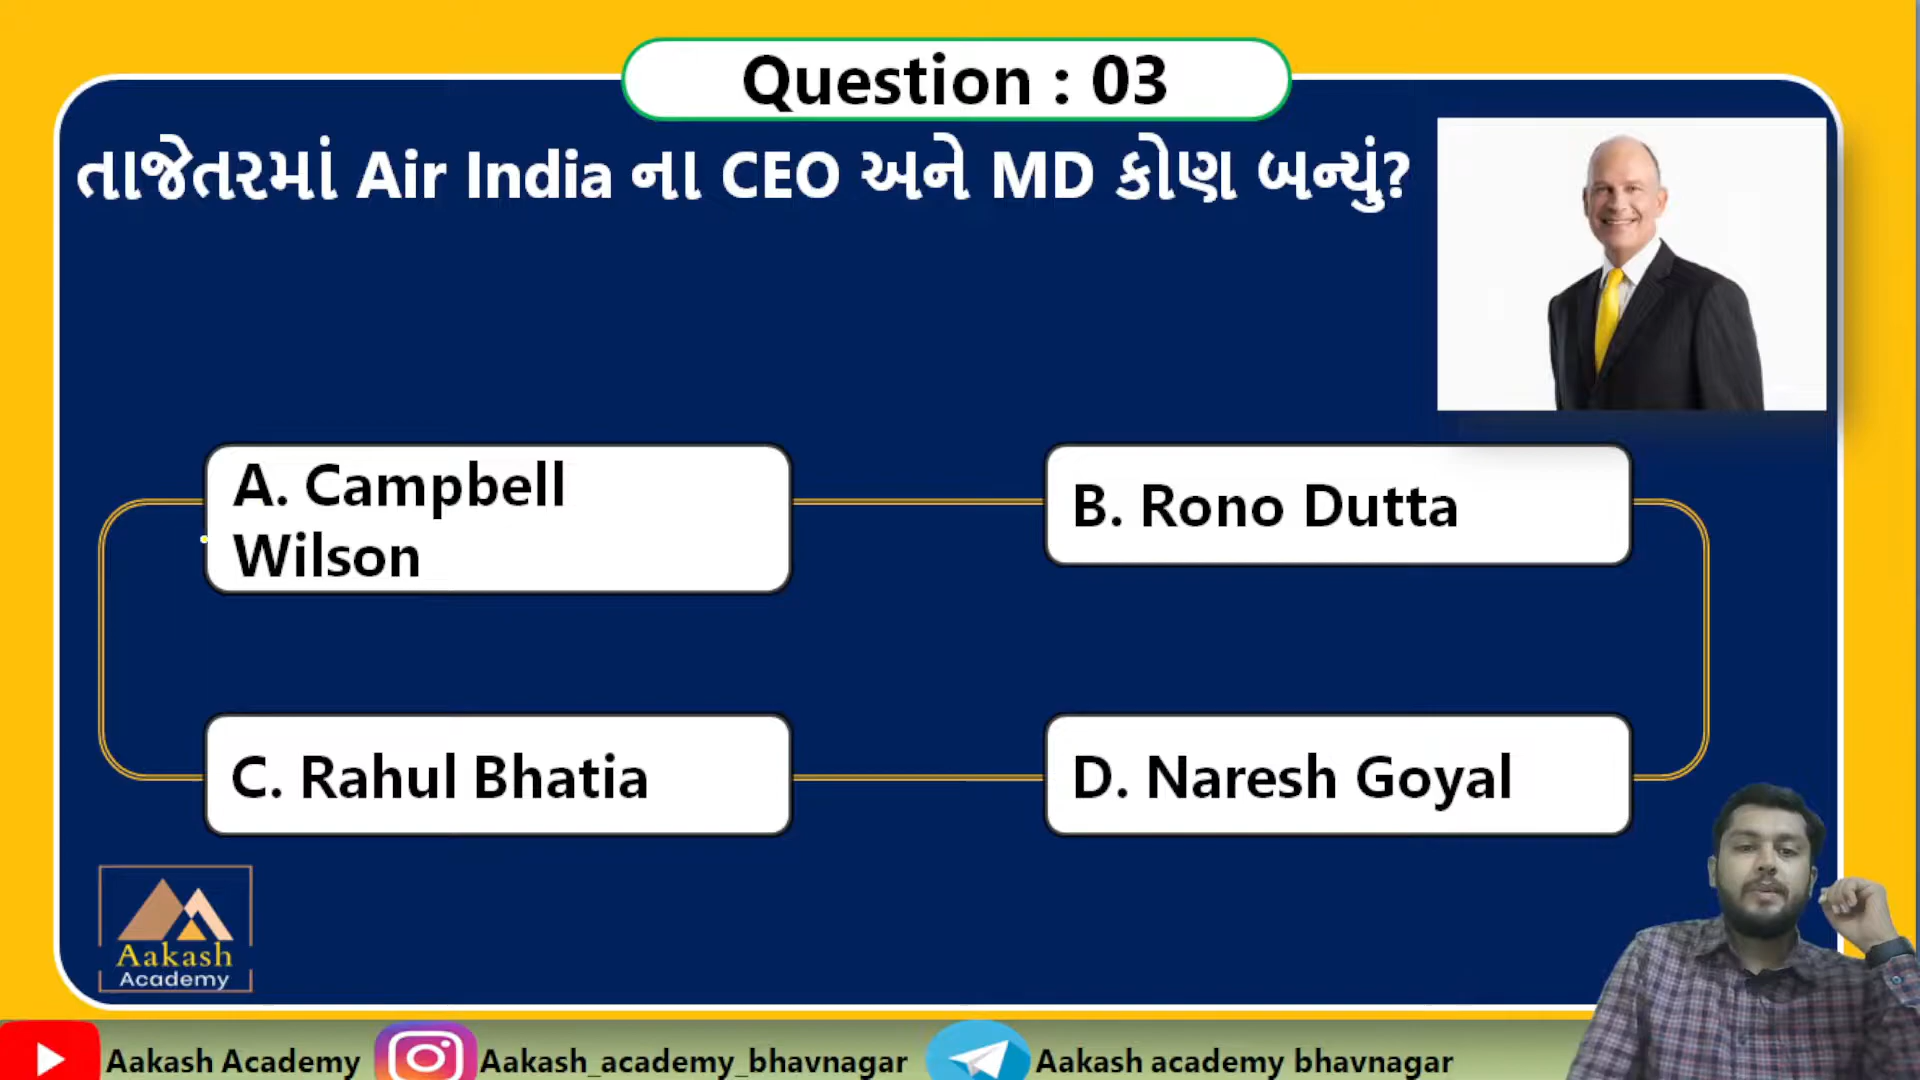 Question : 03
તાજેતરમાં Air India ના CEO અને MD કોણ બન્યું?
A. Campbell
Wilson
B. Rono Dutta
C. Rahul Bhatia
D. Naresh Goyal
Aakash
Academy
Aakash Academy
Aakash_academy_bhavnagar
Aakash academy bhavnagar